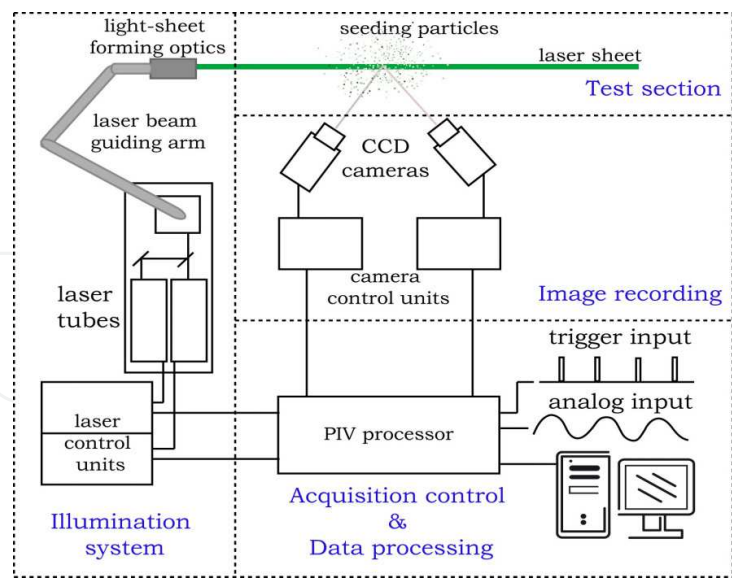 light-sheet
forming optics
seeding particles
laser sheet
Test section
laser beam
guiding arm
CCD
cameras
camera
control units
Image recording
laser
tubes
trigger input
analog input
laser
control
units
PIV processor
Illumination
system
Acquisition control
&
Data processing